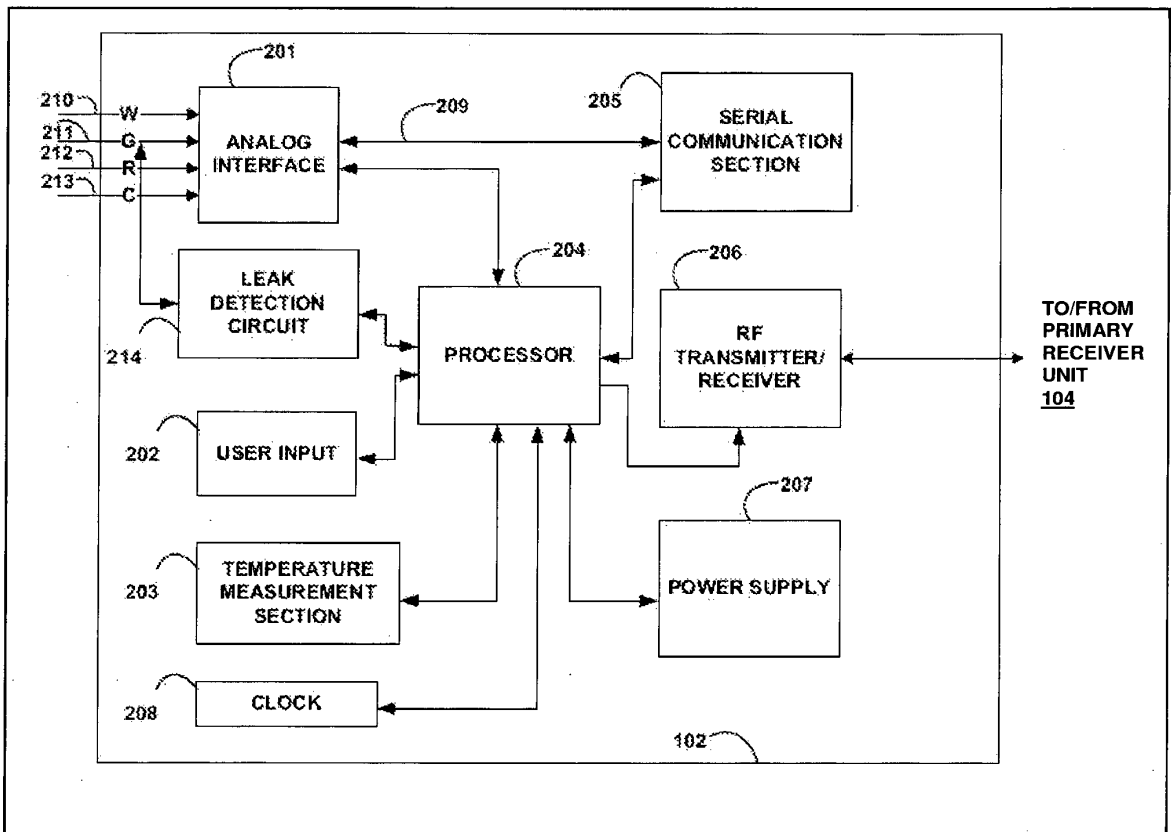 201
210
W
211
G
212
R
213
C
ANALOG
INTERFACE
209
205
SERIAL
COMMUNICATION
SECTION
LEAK
DETECTION
CIRCUIT
214
204
PROCESSOR
206
RF
TRANSMITTER/
RECEIVER
TO/FROM
PRIMARY
RECEIVER
UNIT
104
202
USER INPUT
207
POWER SUPPLY
203
TEMPERATURE
MEASUREMENT
SECTION
208
CLOCK
102